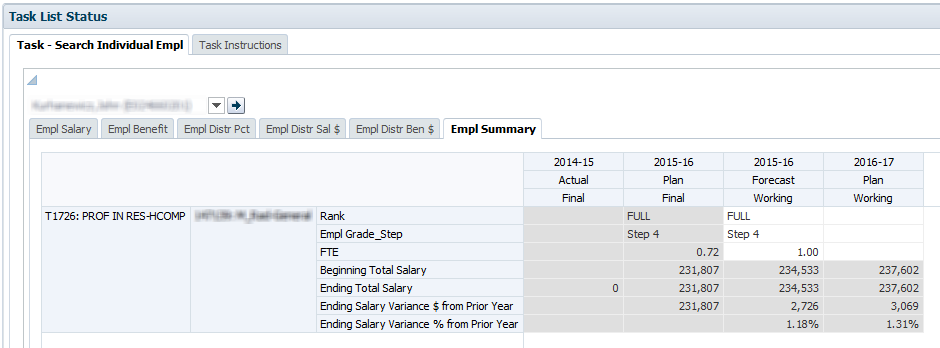 Task List Status
Task - Search Individual Empl Task Instructions
Empl Salary Empl Benefit Empl Distr Pct Empl Distr Sal $ Empl Distr Ben $ Empl Summary
2014-15 2015-16 2015-16 2016-17
Actual Plan Forecast Plan
Final Final Working Working
T1726: PROF IN RES-HCOMP Rank FULL FULL
Empl Grade_Step Step 4 Step 4
FTE 0.72 1.00
Beginning Total Salary 231,807 234,533 237,602
Ending Total Salary 0 231,807 234,533 237,602
Ending Salary Variance $ from Prior Year 231,807 2,726 3,069
Ending Salary Variance % from Prior Year 1.18% 1.31%